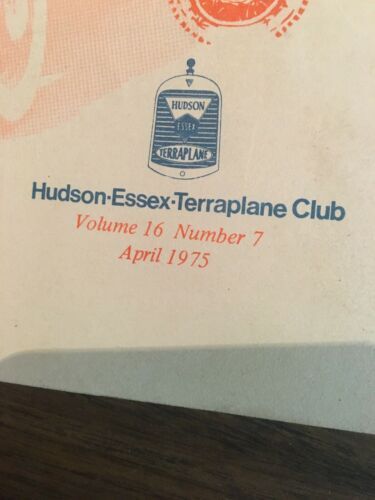 HUDSON
ESSEX
TERRAPLANE
Hudson·Essex·Terraplane Club
Volume 16 Number 7
April 1975